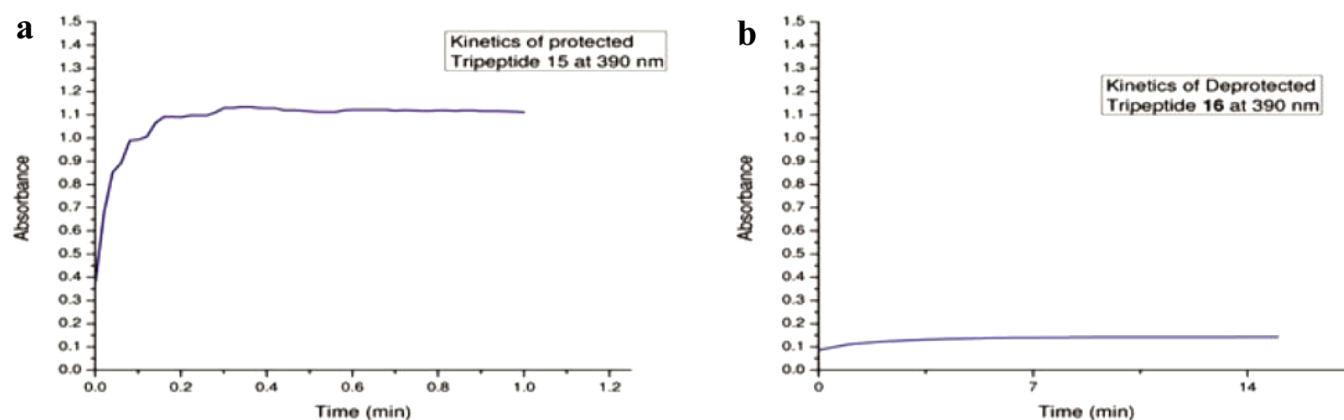 a
Kinetics of protected
Tripeptide 15 at 390 nm
1.5
1.4
1.3
1.2
1.1
1.0
0.9
0.8
0.7
0.6
0.5
0.4
0.3
0.2
0.1
0.0
Absorbance
0.0 0.2 0.4 0.6 0.8 1.0 1.2
Time (min)
b
Kinetics of Deprotected
Tripeptide 16 at 390 nm
1.5
1.4
1.3
1.2
1.1
1.0
0.9
0.8
0.7
0.6
0.5
0.4
0.3
0.2
0.1
0.0
Absorbance
0 7 14
Time (min)